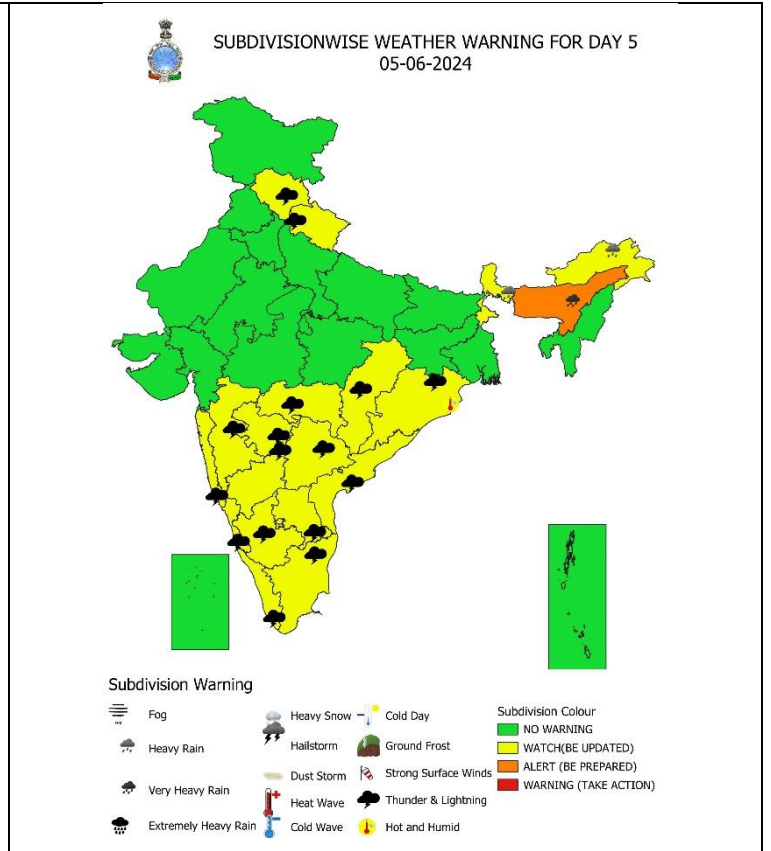 SUBDIVISIONWISE WEATHER WARNING FOR DAY 5
05-06-2024
Subdivision Warning
Fog
Heavy Rain
Very Heavy Rain
Extremely Heavy Rain
Heavy Snow
Hailstorm
Dust Storm
Heat Wave
Cold Wave
Cold Day
Ground Frost
Strong Surface Winds
Thunder & Lightning
Hot and Humid
Subdivision Colour
NO WARNING
WATCH(BE UPDATED)
ALERT (BE PREPARED)
WARNING (TAKE ACTION)